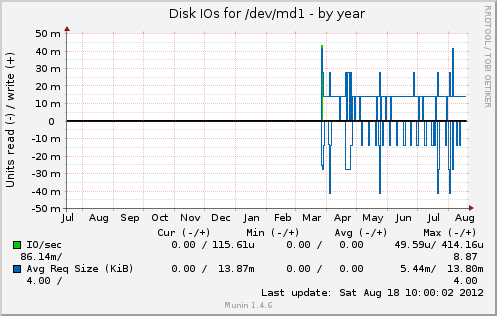 Disk IOs for /dev/md1 - by year
RRDTOOL / TOBI OETIKER
Units read (-) / write (+)
50 m
40 m
30 m
20 m
10 m
0
-10 m
-20 m
-30 m
-40 m
-50 m
Jul Aug Sep Oct Nov Dec Jan Feb Mar Apr May Jun Jul Aug
Cur (-/+) Min (-/+) Avg (-/+) Max (-/+)
IO/sec 0.00 / 115.61u 0.00 / 0.00 49.59u/ 414.16u
86.14m/ 8.87
Avg Req Size (KiB) 0.00 / 13.87m 0.00 / 0.00 5.44m/ 13.80m
4.00 / 4.00
Last update: Sat Aug 18 10:00:02 2012
Munin 1.4.6